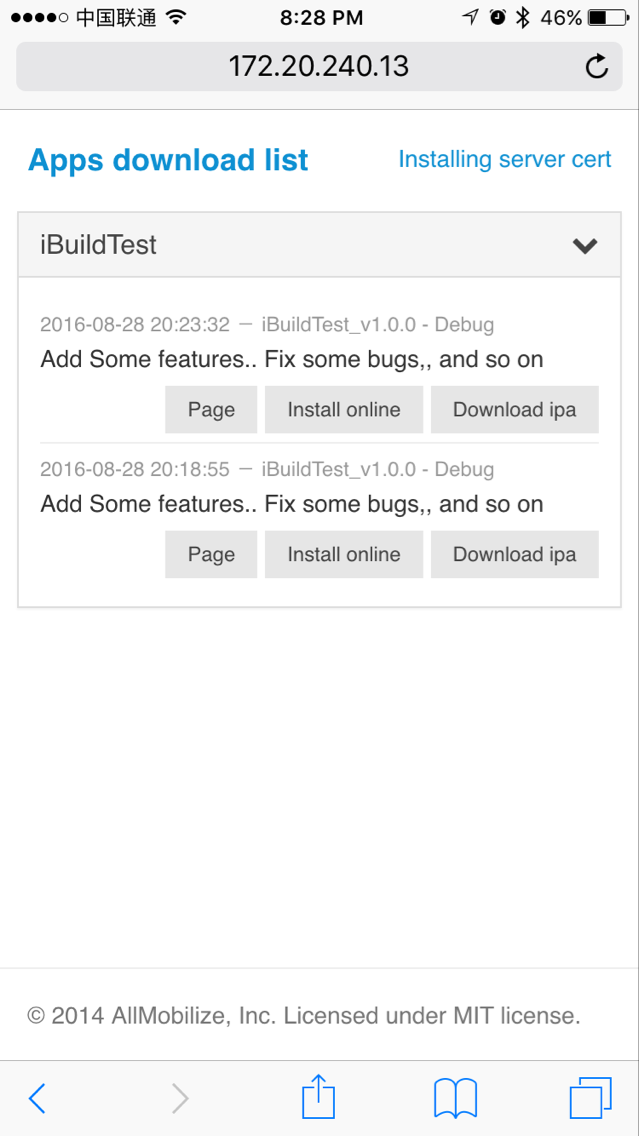 中国联通 8:28 PM 46%
172.20.240.13
Apps download list Installing server cert
iBuildTest
2016-08-28 20:23:32 — iBuildTest_v1.0.0 - Debug
Add Some features.. Fix some bugs,, and so on
Page Install online Download ipa
2016-08-28 20:18:55 — iBuildTest_v1.0.0 - Debug
Add Some features.. Fix some bugs,, and so on
Page Install online Download ipa
© 2014 AllMobilize, Inc. Licensed under MIT license.